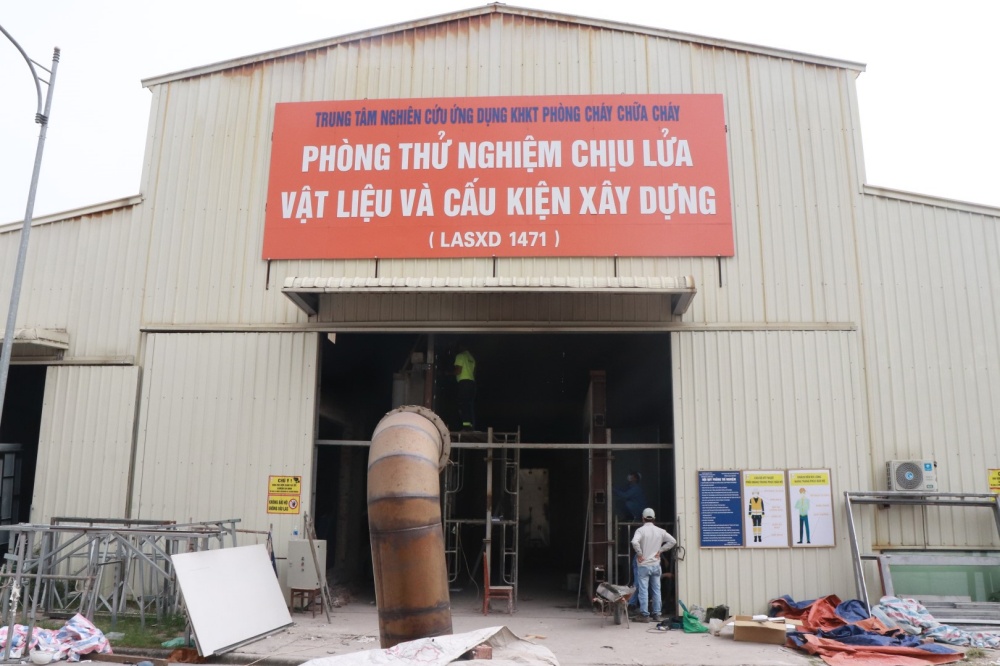 TRUNG TÂM NGHIÊN CỨU ỨNG DỤNG KHKT PHÒNG CHÁY CHỮA CHÁY
PHÒNG THỬ NGHIỆM CHỊU LỬA
VẬT LIỆU VÀ CẤU KIỆN XÂY DỰNG
( LASXD 1471 )
CHÚ Ý !